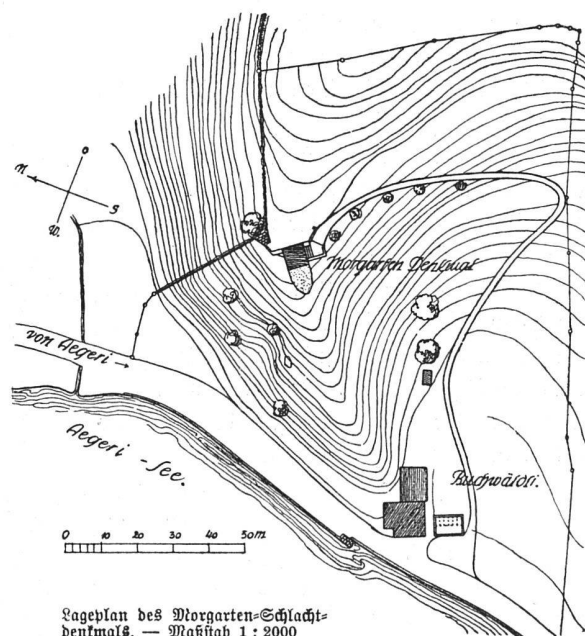 o
n
s
w.
Morgarten Denkmal
von Aegeri →
Aegeri - See.
Buchwäldli.
0 10 20 30 40 50 m
Lageplan des Morgarten-Schlacht-
denkmals. — Maßstab 1 : 2000